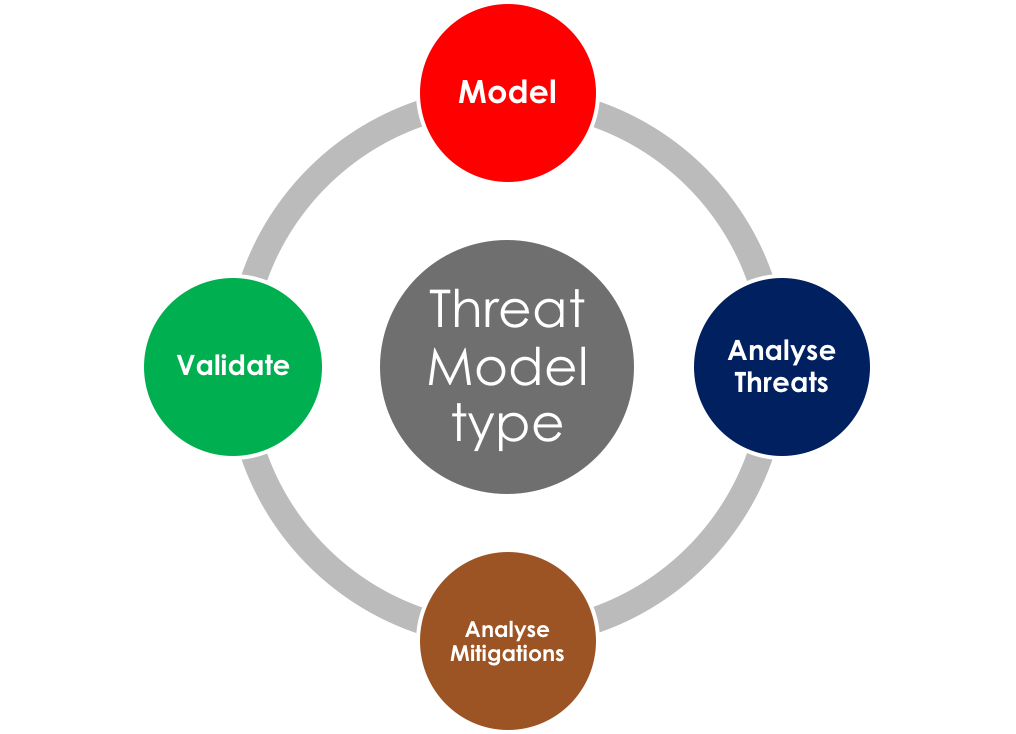 Model
Validate
Threat
Model
type
Analyse
Threats
Analyse
Mitigations